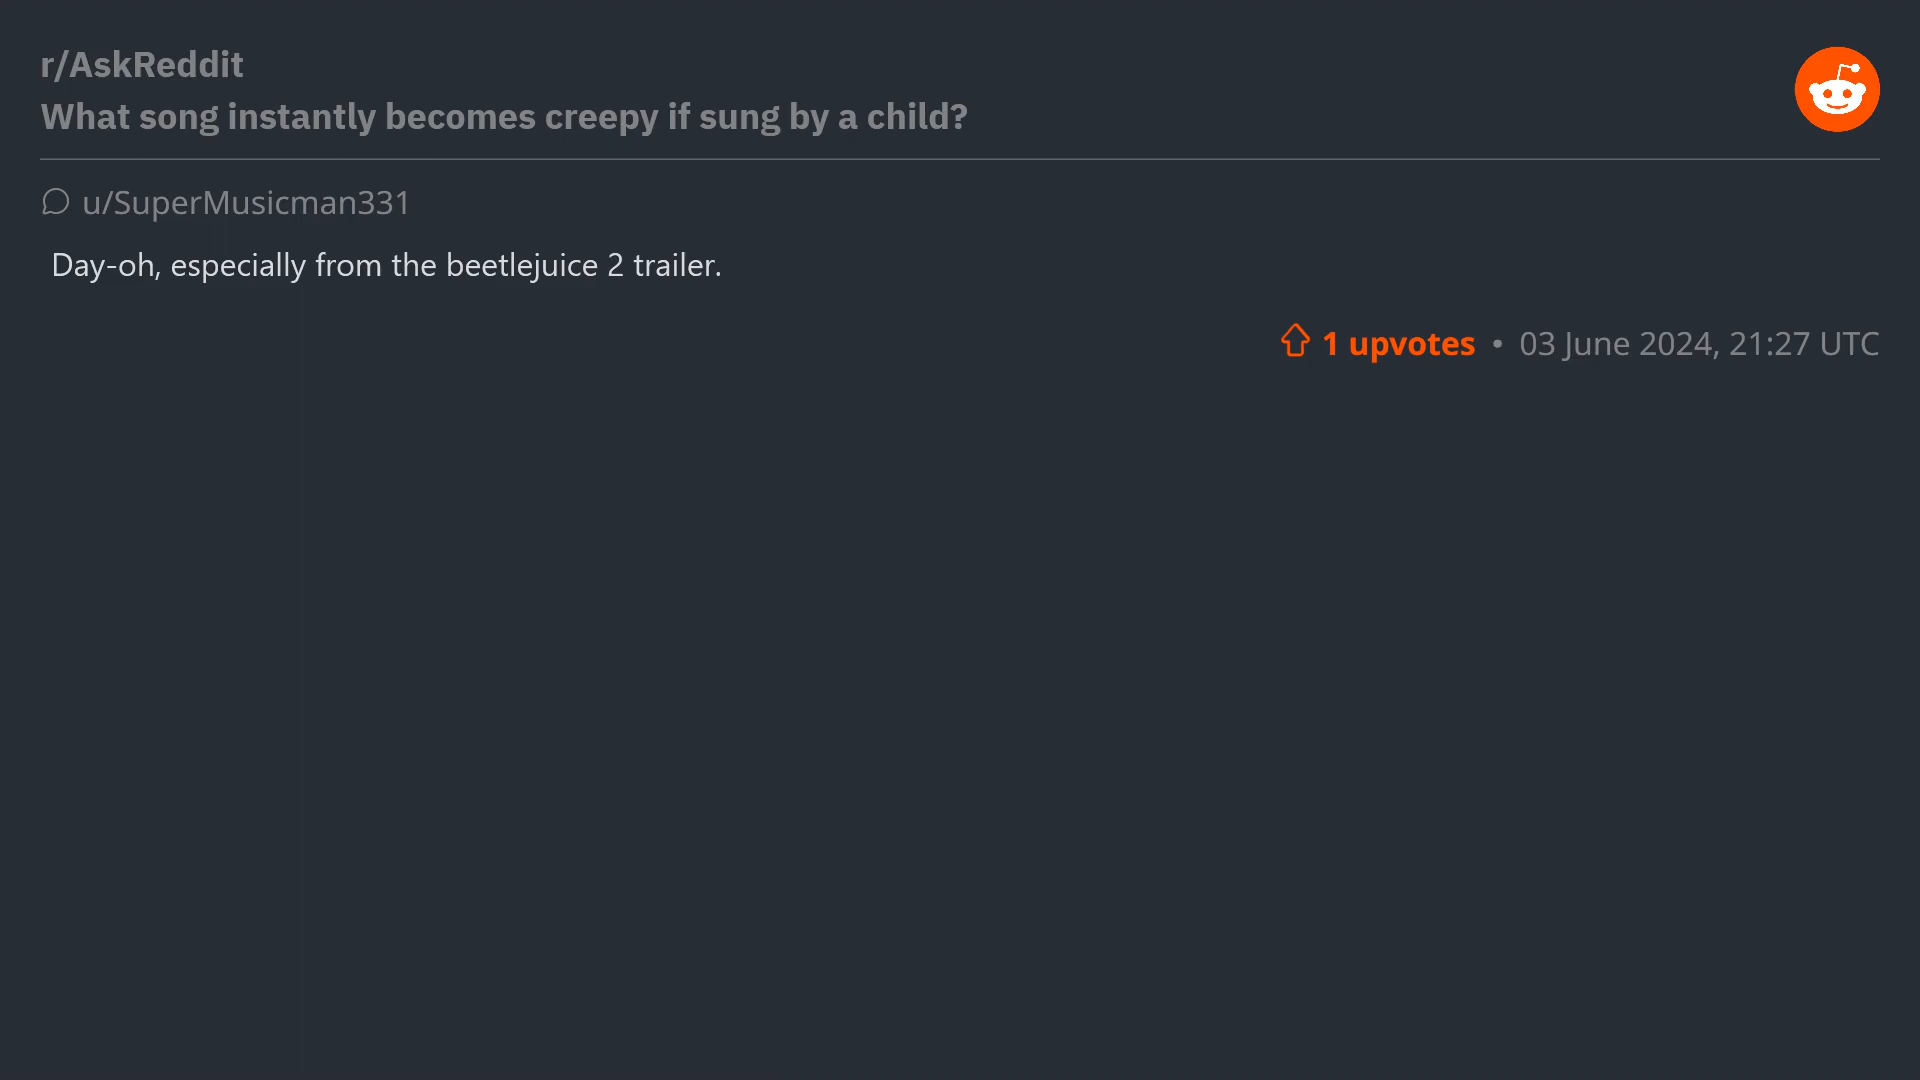 r/AskReddit
What song instantly becomes creepy if sung by a child?
u/SuperMusicman331
Day-oh, especially from the beetlejuice 2 trailer.
1 upvotes • 03 June 2024, 21:27 UTC